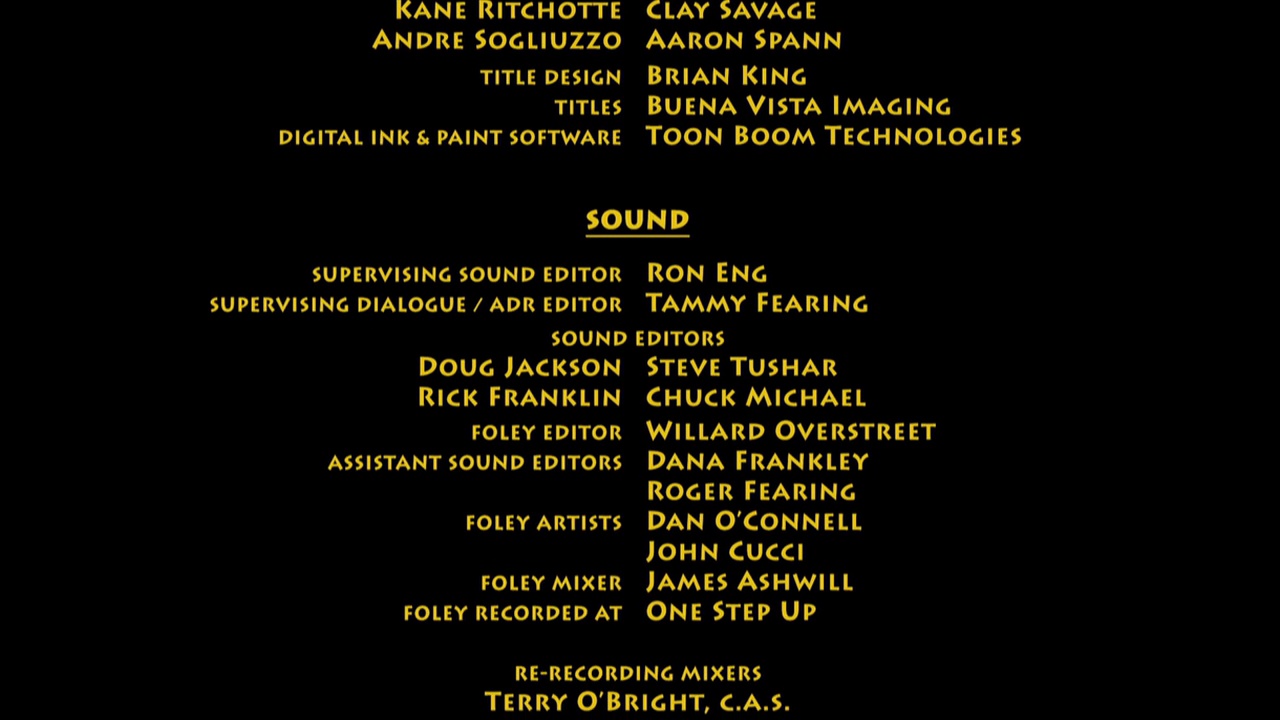 KANE RITCHOTTE CLAY SAVAGE
ANDRE SOGLIUZZO AARON SPANN
TITLE DESIGN BRIAN KING
TITLES BUENA VISTA IMAGING
DIGITAL INK & PAINT SOFTWARE TOON BOOM TECHNOLOGIES
SOUND
SUPERVISING SOUND EDITOR RON ENG
SUPERVISING DIALOGUE / ADR EDITOR TAMMY FEARING
SOUND EDITORS
DOUG JACKSON STEVE TUSHAR
RICK FRANKLIN CHUCK MICHAEL
FOLEY EDITOR WILLARD OVERSTREET
ASSISTANT SOUND EDITORS DANA FRANKLEY
ROGER FEARING
FOLEY ARTISTS DAN O'CONNELL
JOHN CUCCI
FOLEY MIXER JAMES ASHWILL
FOLEY RECORDED AT ONE STEP UP
RE-RECORDING MIXERS
TERRY O'BRIGHT, C.A.S.